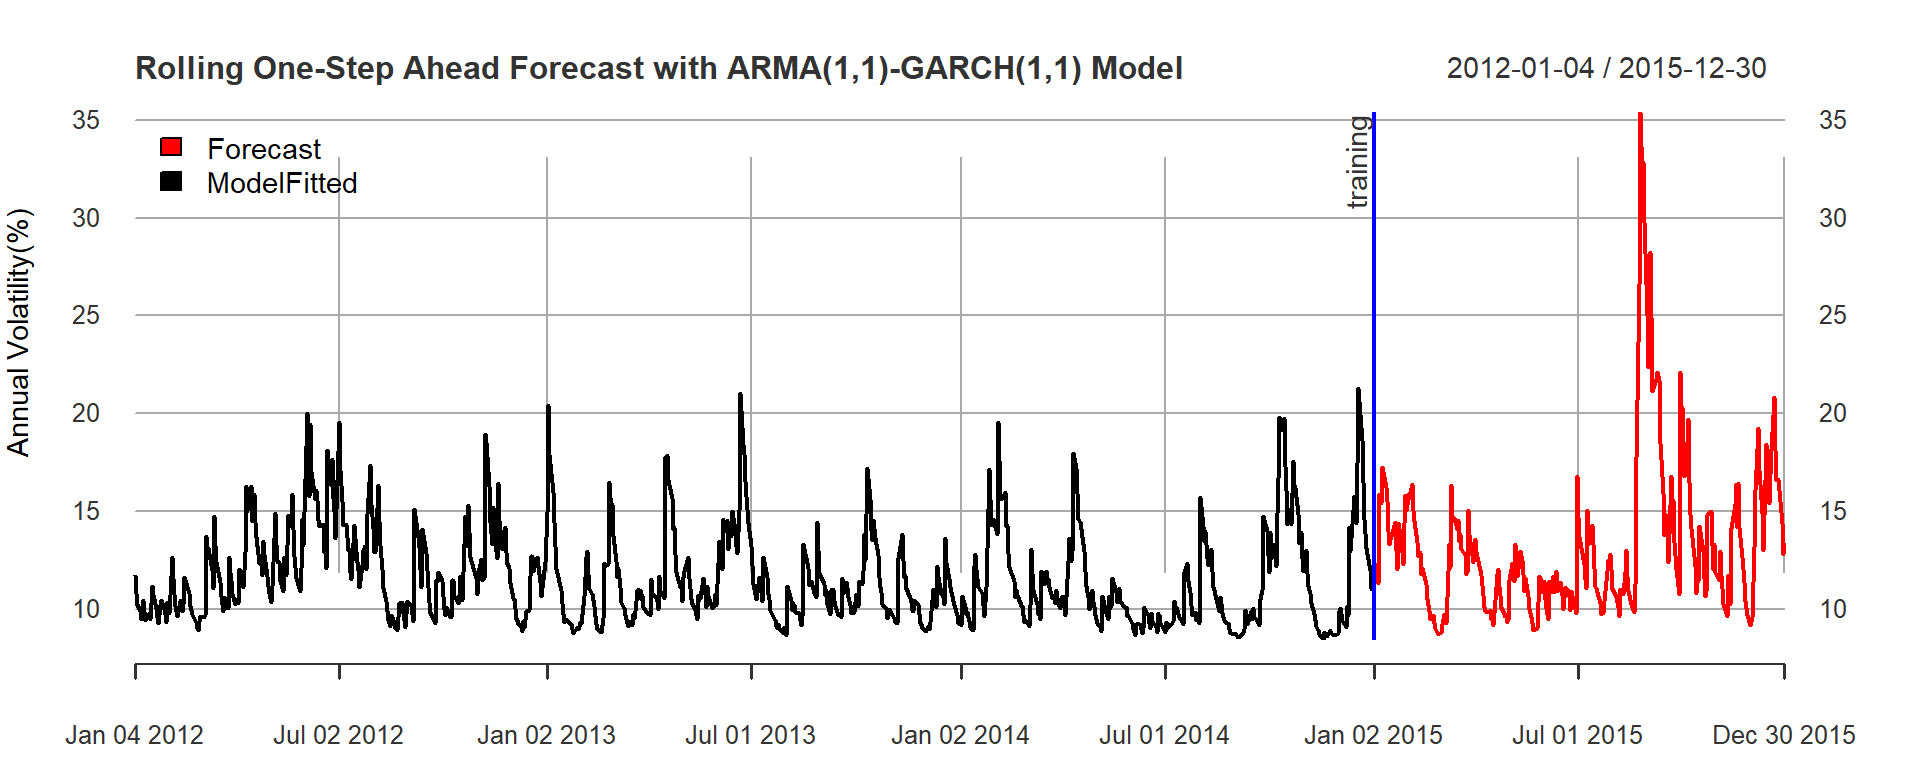 Rolling One-Step Ahead Forecast with ARMA(1,1)-GARCH(1,1) Model
2012-01-04 / 2015-12-30
Annual Volatility(%)
Forecast
ModelFitted
training
35
30
25
20
15
10
35
30
25
20
15
10
Jan 04 2012
Jul 02 2012
Jan 02 2013
Jul 01 2013
Jan 02 2014
Jul 01 2014
Jan 02 2015
Jul 01 2015
Dec 30 2015